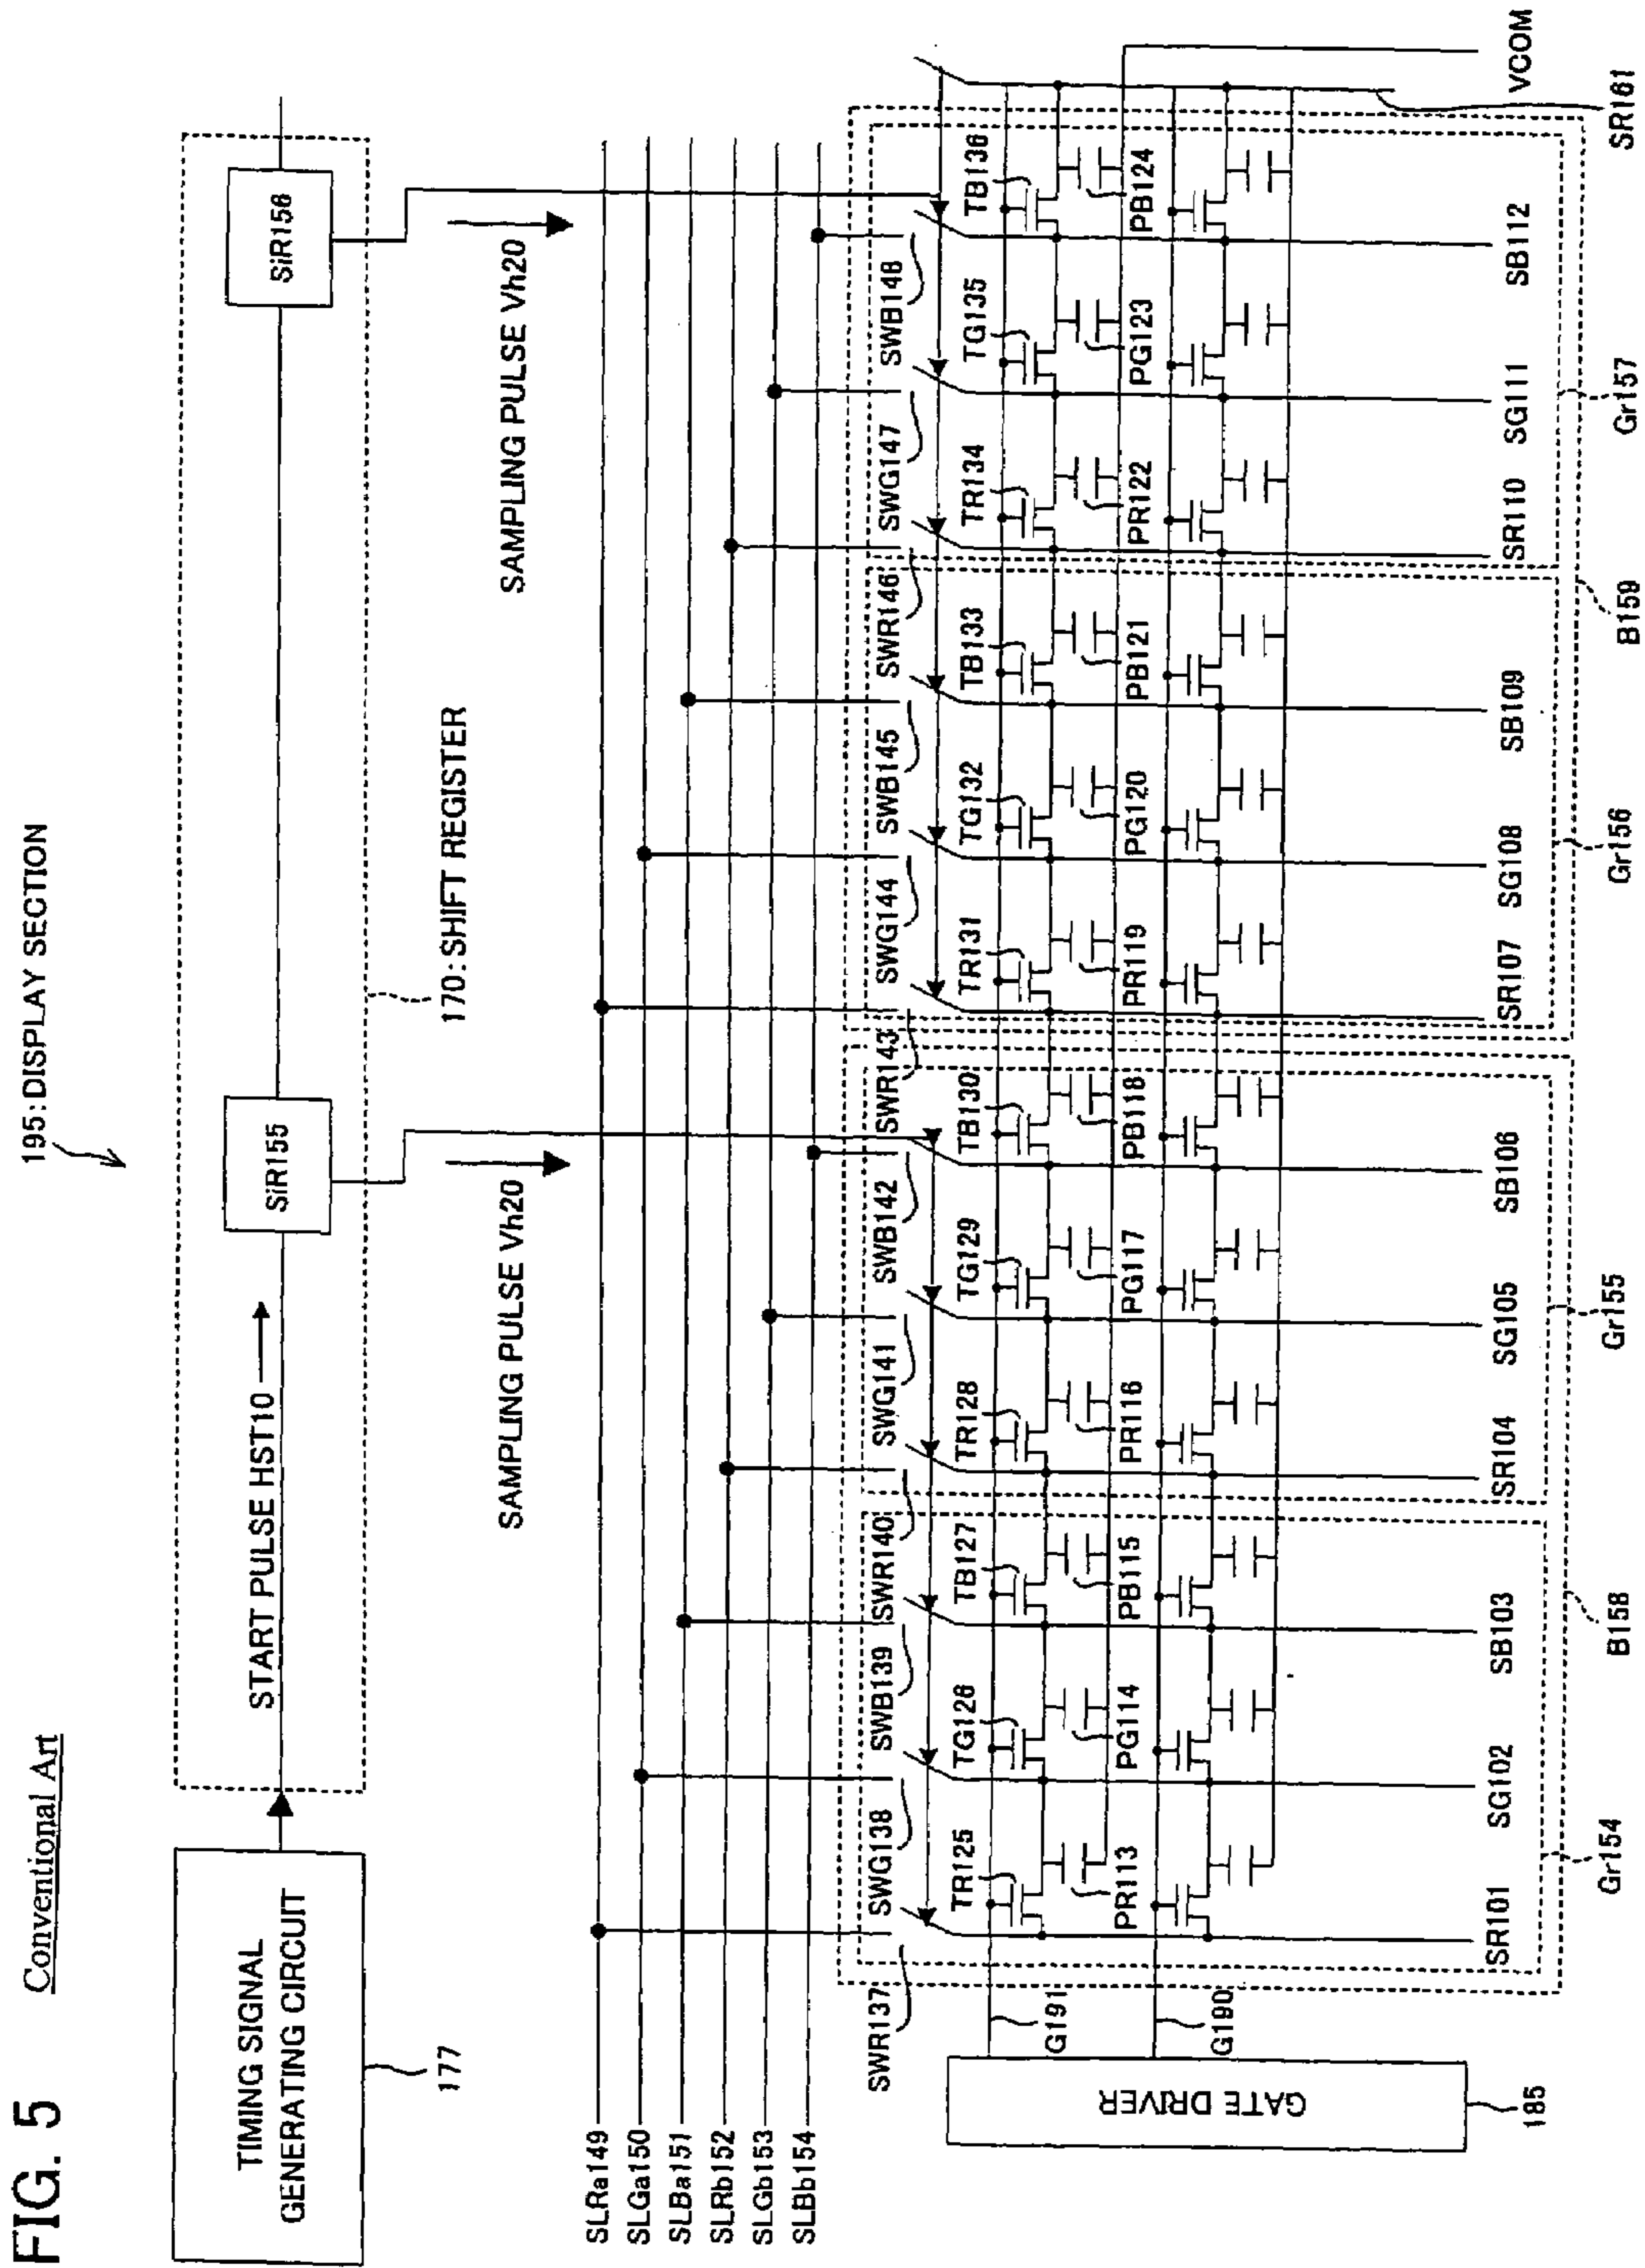 FIG. 5
Conventional Art
195:DISPLAY SECTION
TIMING SIGNAL
GENERATING CIRCUIT
177
START PULSE HST10
SiR155
SiR156
170:SHIFT REGISTER
SAMPLING PULSE Vh20
SAMPLING PULSE Vh20
SLRa149
SLGa150
SLBa151
SLRb152
SLGb153
SLBb154
SWR137
SWG138
SWB139
SWR140
SWG141
SWB142
SWR143
SWG144
SWB145
SWR146
SWG147
SWB148
TR125
TG126
TB127
TR128
TG129
TB130
TR131
TG132
TB133
TR134
TG135
TB136
G191
PR113
PG114
PB115
PR116
PG117
PB118
PR119
PG120
PB121
PR122
PG123
PB124
G190
GATE DRIVER
185
SR101
SG102
SB103
SR104
SG105
SB106
SR107
SG108
SB109
SR110
SG111
SB112
VCOM
Gr154
B158
Gr155
Gr156
B159
Gr157
SR161